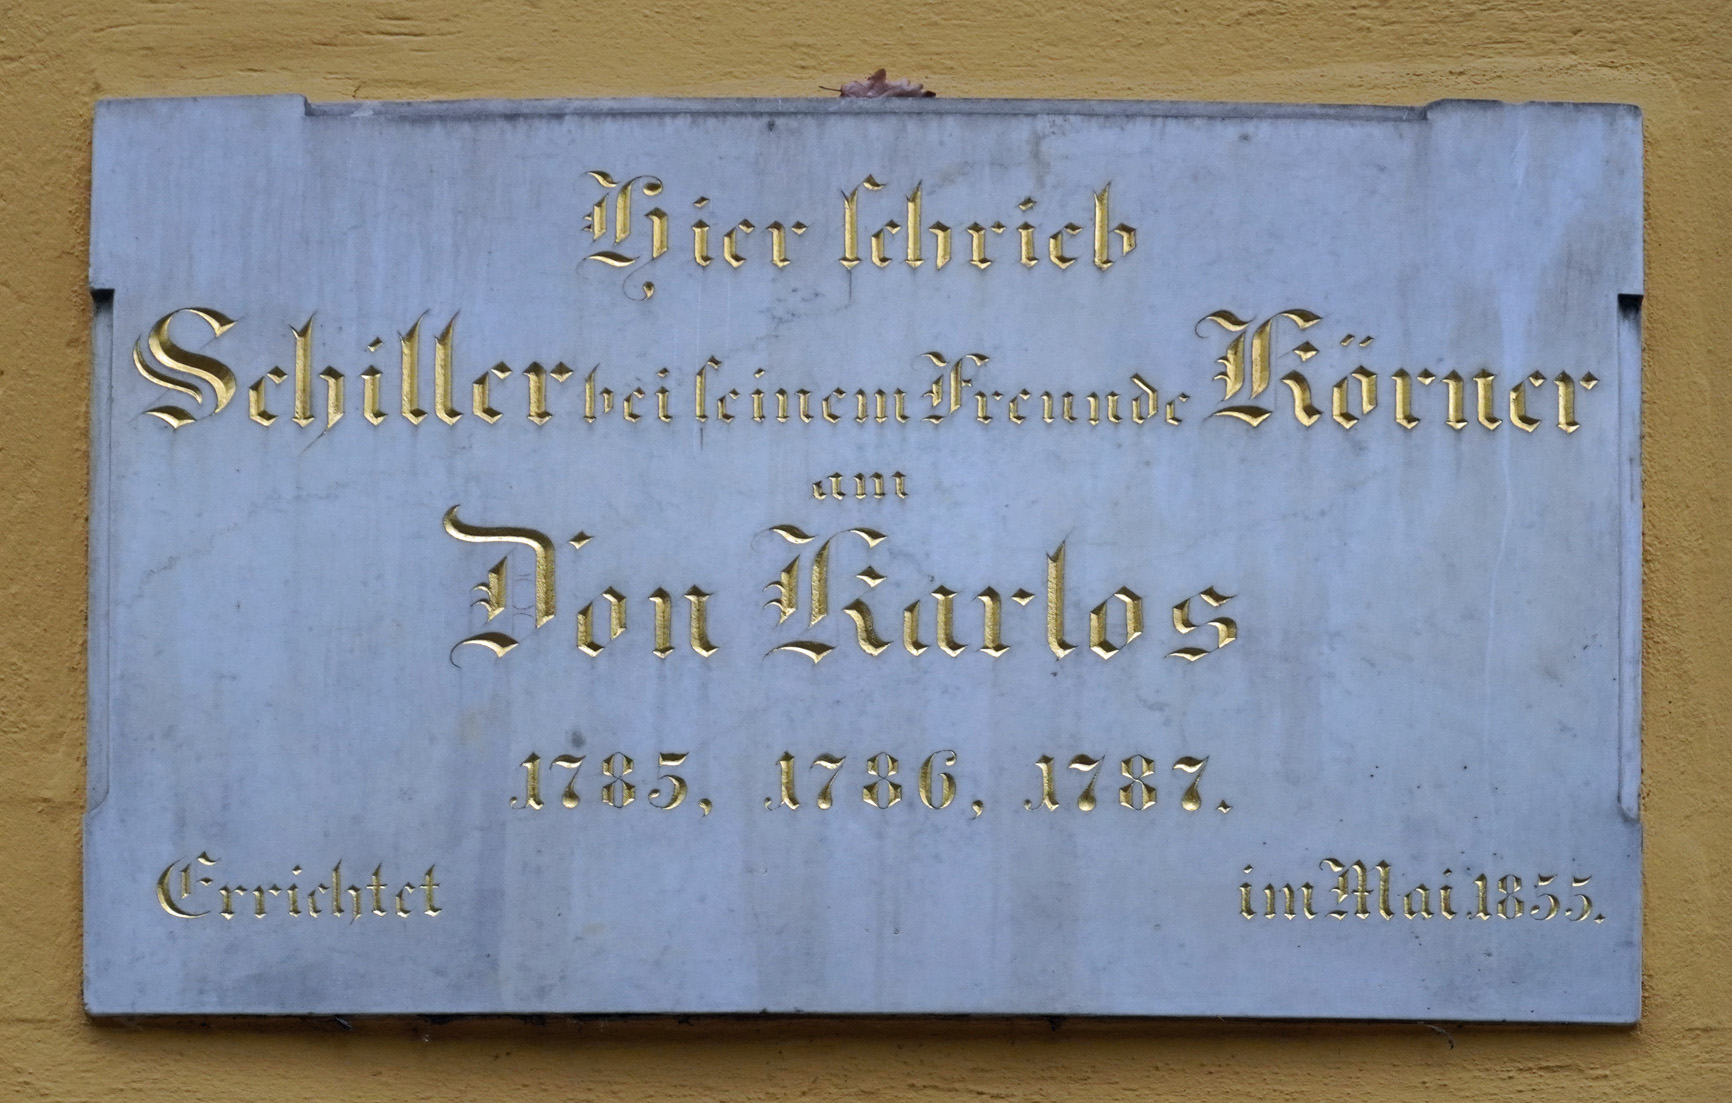 Hier ſchrieb
Schiller bei ſeinem Freunde Körner
am
Don Karlos
1785, 1786, 1787.
Errichtet im Mai 1855.